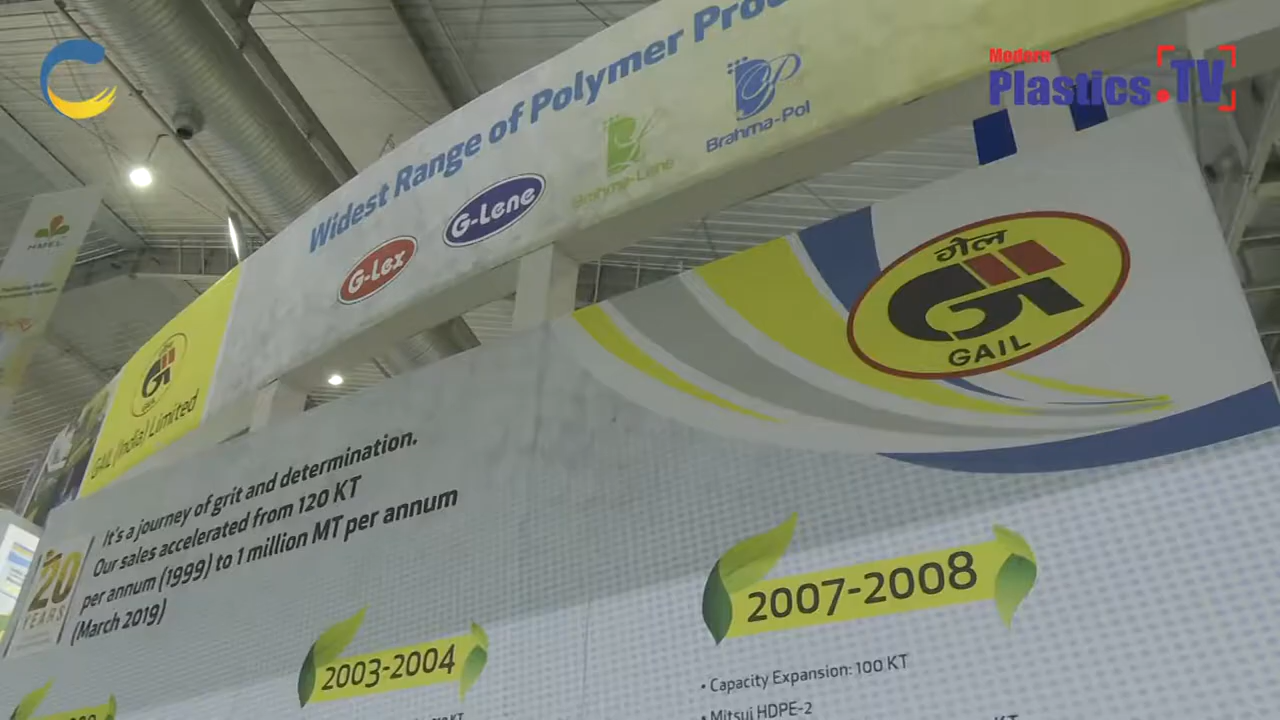 Modern
Plastics.TV
Widest Range of Polymer
G-Lex
G-Lene
Brahma-Lene
Brahma-Pol
गेल
GAIL
GAIL
GAIL (India) Limited
It's a journey of grit and determination.
Our sales accelerated from 120 KT
per annum (1999) to 1 million MT per annum
(March 2019)
20
YEARS
2003-2004
2007-2008
• Capacity Expansion: 100 KT
• Mitsui HDPE-2
KT